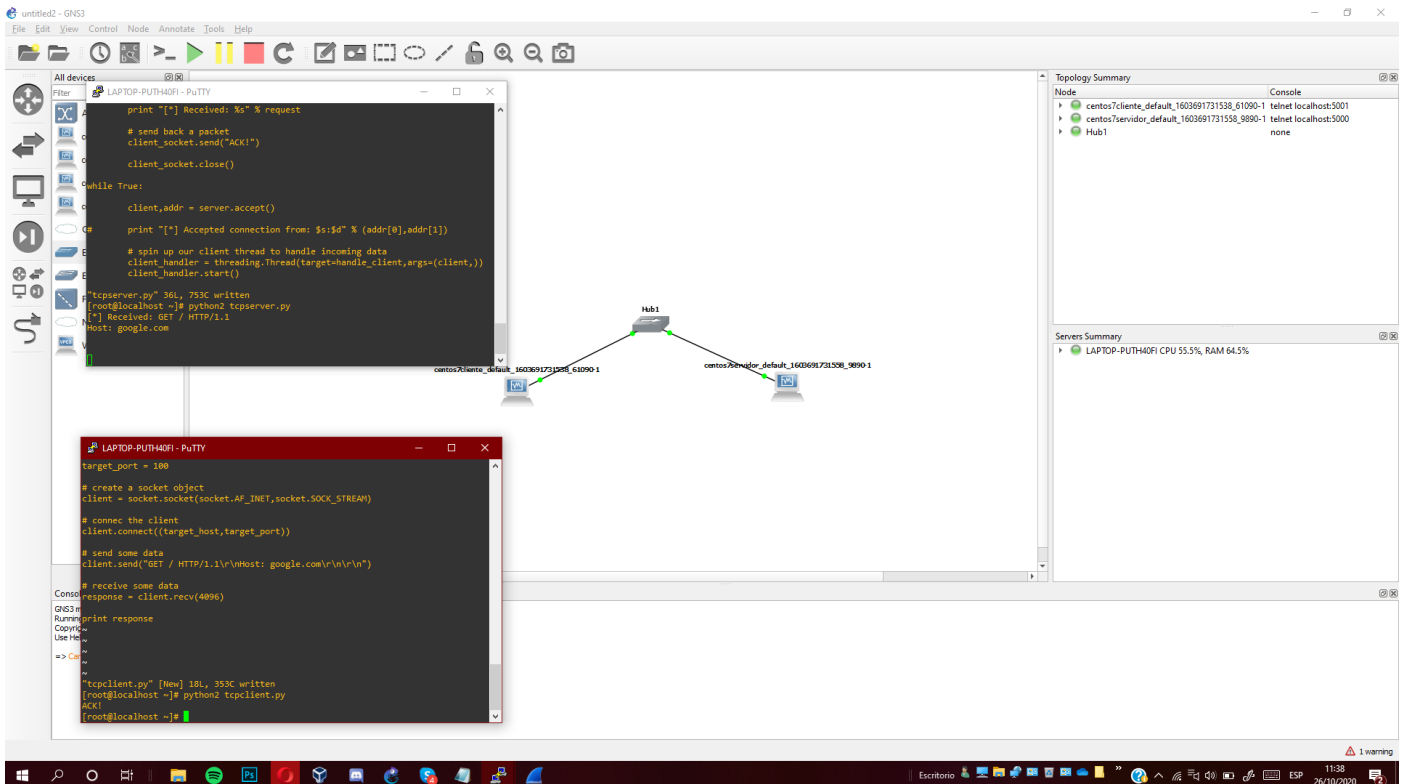 untitled2 - GNS3
File Edit View Control Node Annotate Tools Help
All devices
Filter
LAPTOP-PUTH40FI - PuTTY
        print "[*] Received: %s" % request
        # send back a packet
        client_socket.send("ACK!")
        client_socket.close()
while True:
        client,addr = server.accept()
#       print "[*] Accepted connection from: $s:$d" % (addr[0],addr[1])
        # spin up our client thread to handle incoming data
        client_handler = threading.Thread(target=handle_client,args=(client,))
        client_handler.start()
"tcpserver.py" 36L, 753C written
[root@localhost ~]# python2 tcpserver.py
[*] Received: GET / HTTP/1.1
Host: google.com
LAPTOP-PUTH40FI - PuTTY
target_port = 100
# create a socket object
client = socket.socket(socket.AF_INET,socket.SOCK_STREAM)
# connec the client
client.connect((target_host,target_port))
# send some data
client.send("GET / HTTP/1.1\r\nHost: google.com\r\n\r\n")
# receive some data
response = client.recv(4096)
print response
~
~
~
~
~
"tcpclient.py" [New] 18L, 353C written
[root@localhost ~]# python2 tcpclient.py
ACK!
[root@localhost ~]#
Hub1
centos7cliente_default_1603691731538_61090-1
centos7servidor_default_1603691731558_9890-1
Topology Summary
Node Console
centos7cliente_default_1603691731538_61090-1 telnet localhost:5001
centos7servidor_default_1603691731558_9890-1 telnet localhost:5000
Hub1 none
Servers Summary
LAPTOP-PUTH40FI CPU 55.5%, RAM 64.5%
GNS3
Use
=>
1 warning
Escritorio
ESP
11:38
26/10/2020